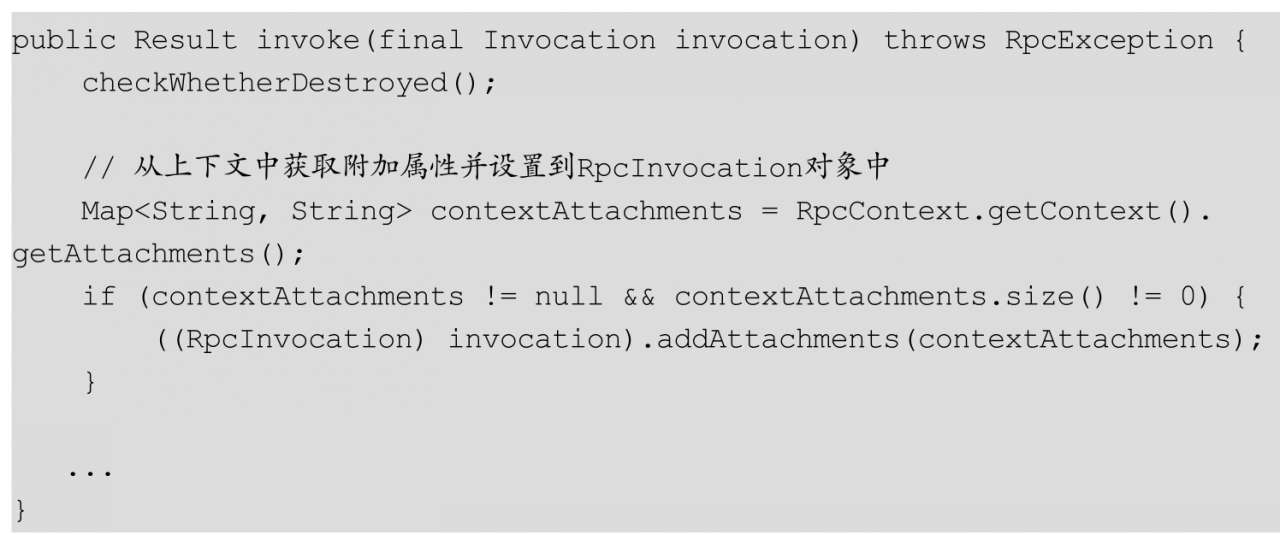 public Result invoke(final Invocation invocation) throws RpcException {
    checkWhetherDestroyed();
    // 从上下文中获取附加属性并设置到RpcInvocation对象中
    Map<String, String> contextAttachments = RpcContext.getContext().
getAttachments();
    if (contextAttachments != null && contextAttachments.size() != 0) {
        ((RpcInvocation) invocation).addAttachments(contextAttachments);
    }
   ...
}